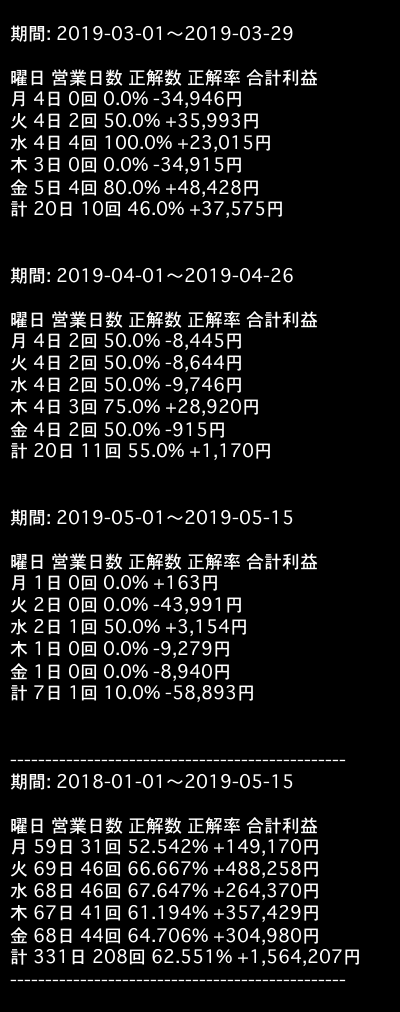 期間: 2019-03-01～2019-03-29
曜日 営業日数 正解数 正解率 合計利益
月 4日 0回 0.0% -34,946円
火 4日 2回 50.0% +35,993円
水 4日 4回 100.0% +23,015円
木 3日 0回 0.0% -34,915円
金 5日 4回 80.0% +48,428円
計 20日 10回 46.0% +37,575円
期間: 2019-04-01～2019-04-26
曜日 営業日数 正解数 正解率 合計利益
月 4日 2回 50.0% -8,445円
火 4日 2回 50.0% -8,644円
水 4日 2回 50.0% -9,746円
木 4日 3回 75.0% +28,920円
金 4日 2回 50.0% -915円
計 20日 11回 55.0% +1,170円
期間: 2019-05-01～2019-05-15
曜日 営業日数 正解数 正解率 合計利益
月 1日 0回 0.0% +163円
火 2日 0回 0.0% -43,991円
水 2日 1回 50.0% +3,154円
木 1日 0回 0.0% -9,279円
金 1日 0回 0.0% -8,940円
計 7日 1回 10.0% -58,893円
------------------------------------------------
期間: 2018-01-01～2019-05-15
曜日 営業日数 正解数 正解率 合計利益
月 59日 31回 52.542% +149,170円
火 69日 46回 66.667% +488,258円
水 68日 46回 67.647% +264,370円
木 67日 41回 61.194% +357,429円
金 68日 44回 64.706% +304,980円
計 331日 208回 62.551% +1,564,207円
------------------------------------------------